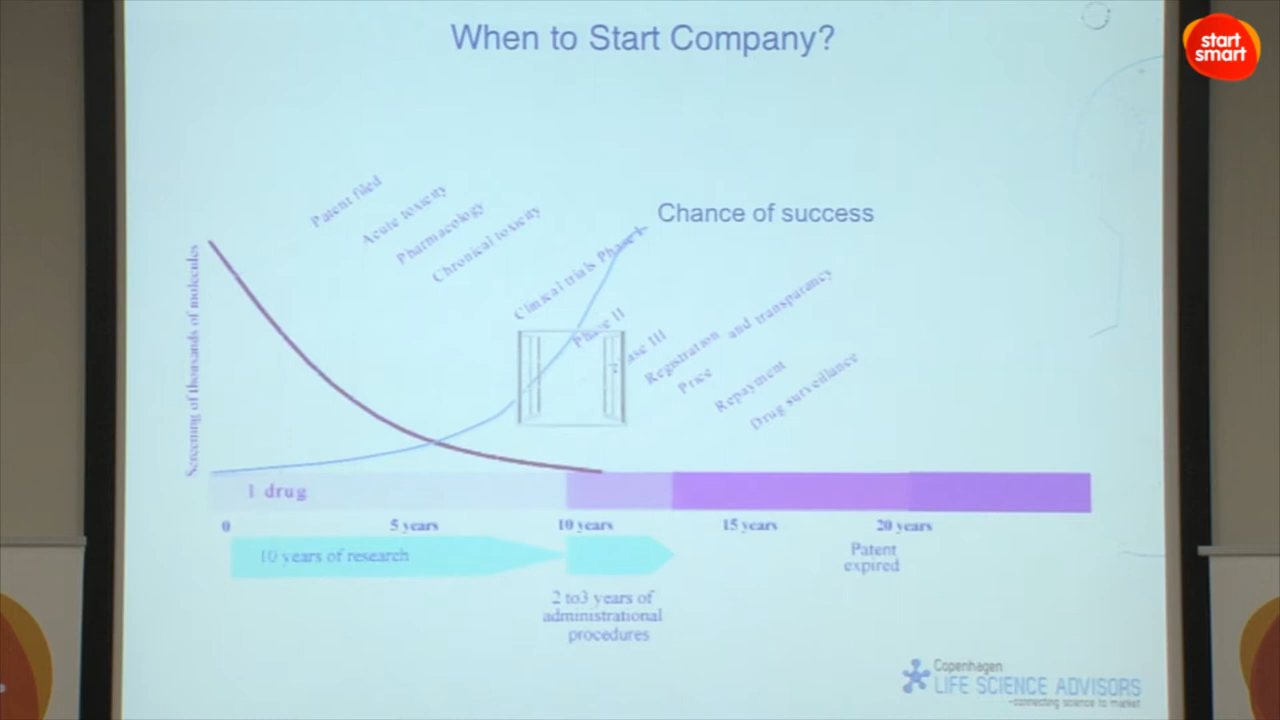 When to Start Company?
start
smart
Patent filed
Acute toxicity
Pharmacology
Chronical toxicity
Chance of success
Clinical trials Phase I
Phase II
ase III
Registration and transparancy
Price
Repayment
Drug surveillance
Screening of thousands of molecules
1 drug
0 5 years 10 years 15 years 20 years
10 years of research
Patent
expired
2 to3 years of
administrational
procedures
Copenhagen
LIFE SCIENCE ADVISORS
-connecting science to market